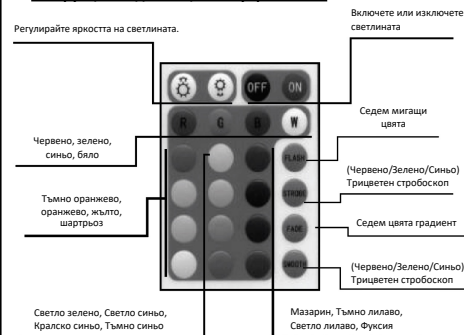 Включете или изключете
светлината
Регулирайте яркостта на светлината.
OFF
ON
R
G
B
W
Седем мигащи
цвята
Червено, зелено,
синьо, бяло
FLASH
(Червено/Зелено/Синьо)
Трицветен стробоскоп
STROBE
Тъмно оранжево,
оранжево, жълто,
шартрьоз
FADE
Седем цвята градиент
SMOOTH
(Червено/Зелено/Синьо)
Трицветен стробоскоп
Светло зелено, Светло синьо,
Кралско синьо, Тъмно синьо
Мазарин, Тъмно лилаво,
Светло лилаво, Фуксия